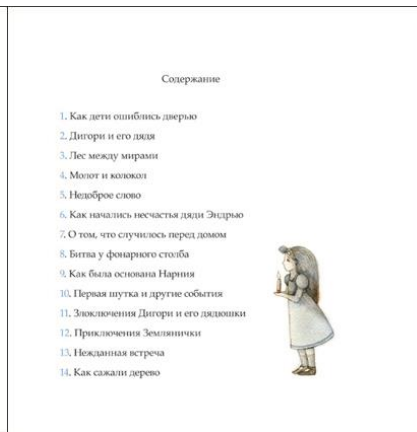 Содержание
1. Как дети ошиблись дверью
2. Дигори и его дядя
3. Лес между мирами
4. Молот и колокол
5. Недоброе слово
6. Как начались несчастья дяди Эндрью
7. О том, что случилось перед домом
8. Битва у фонарного столба
9. Как была основана Нарния
10. Первая шутка и другие события
11. Злоключения Дигори и его дядюшки
12. Приключения Землянички
13. Нежданная встреча
14. Как сажали дерево